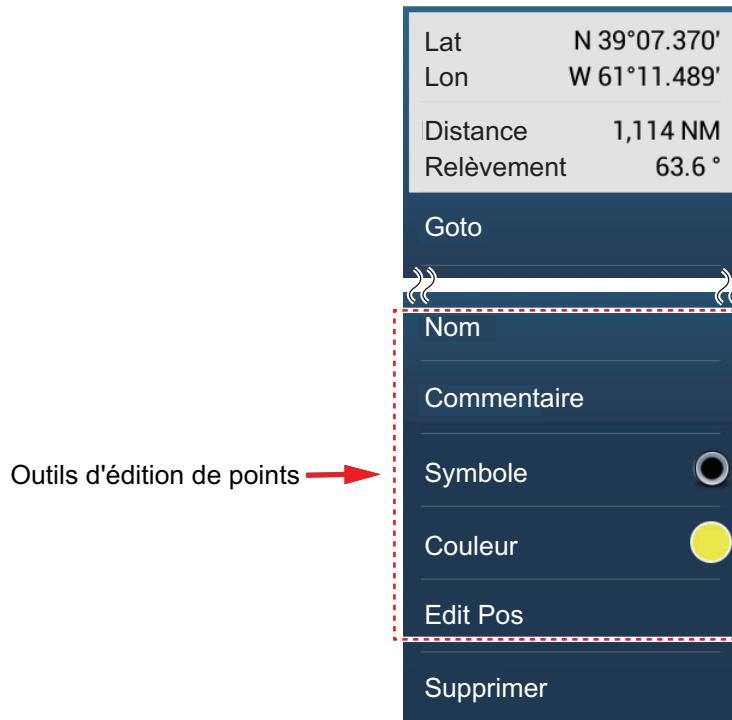 Lat N 39°07.370'
Lon W 61°11.489'
Distance 1,114 NM
Relèvement 63.6 °
Goto
Nom
Commentaire
Outils d'édition de points
Symbole
Couleur
Edit Pos
Supprimer